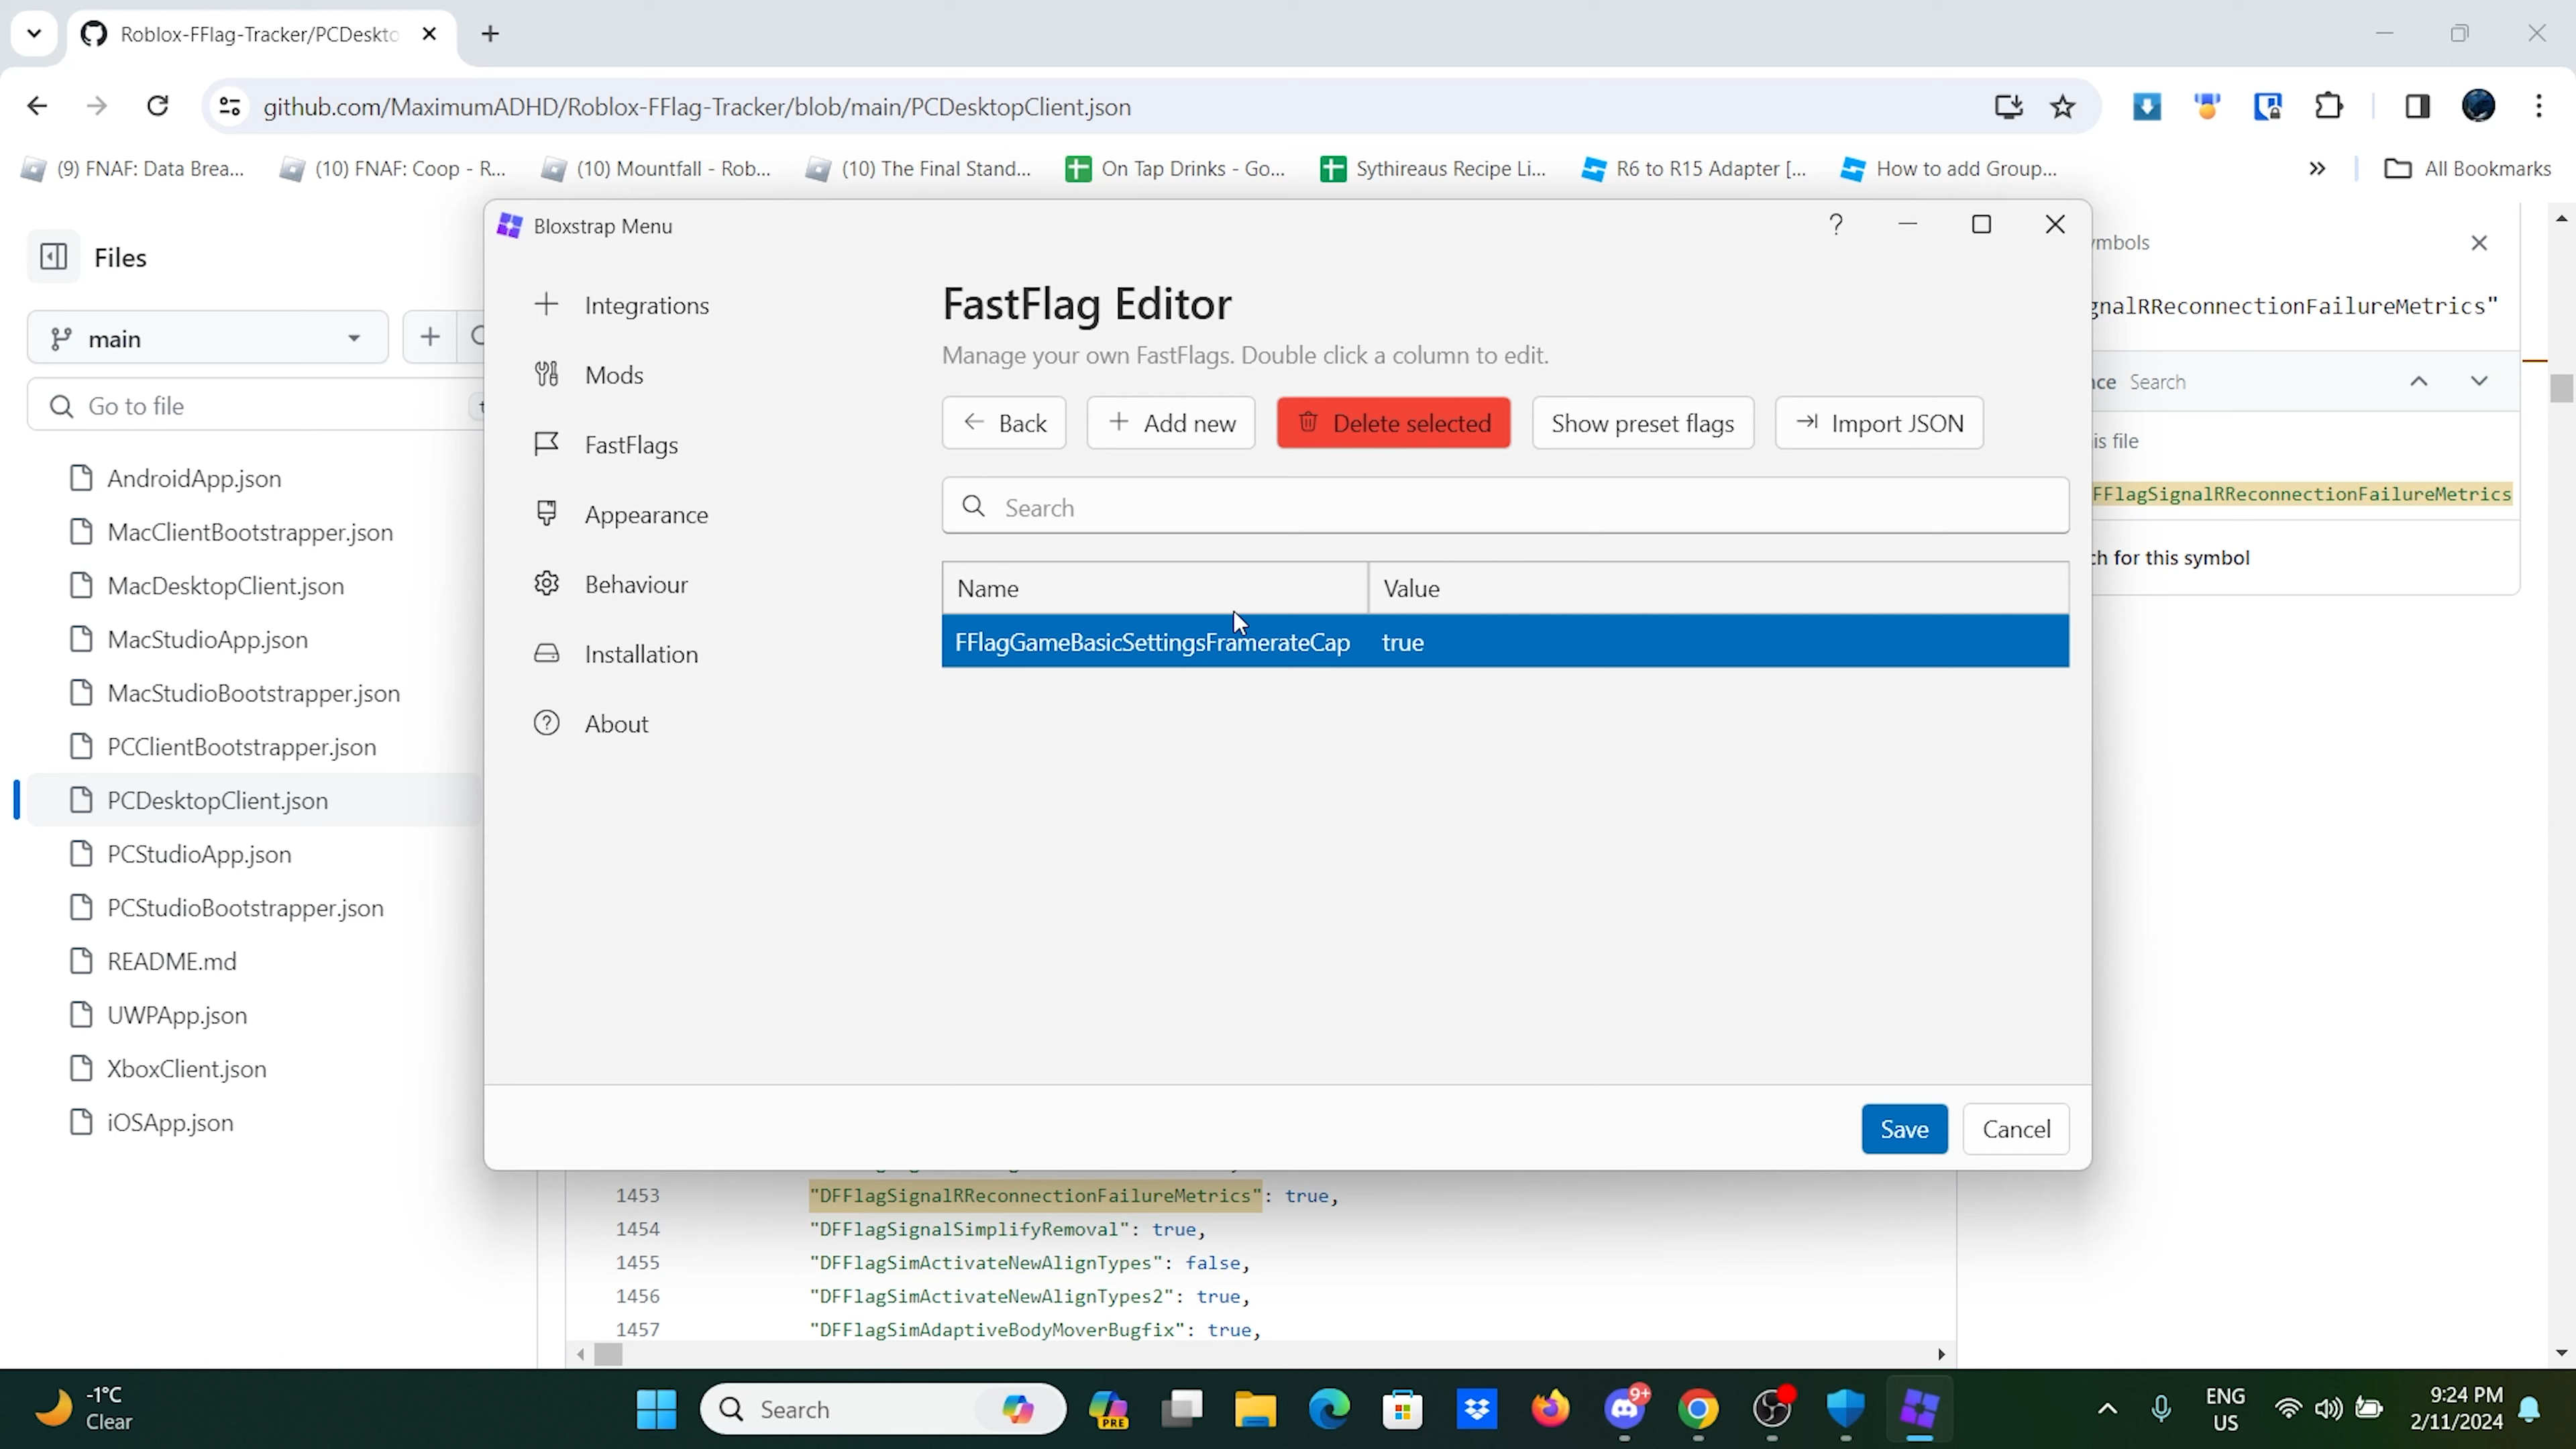 Roblox-FFlag-Tracker/PCDeskto
github.com/MaximumADHD/Roblox-FFlag-Tracker/blob/main/PCDesktopClient.json
(9) FNAF: Data Brea...
(10) FNAF: Coop - R...
(10) Mountfall - Rob...
(10) The Final Stand...
On Tap Drinks - Go...
Sythireaus Recipe Li...
R6 to R15 Adapter [...
How to add Group...
All Bookmarks
Files
main
Go to file
AndroidApp.json
MacClientBootstrapper.json
MacDesktopClient.json
MacStudioApp.json
MacStudioBootstrapper.json
PCClientBootstrapper.json
PCDesktopClient.json
PCStudioApp.json
PCStudioBootstrapper.json
README.md
UWPApp.json
XboxClient.json
iOSApp.json
Bloxstrap Menu
Integrations
Mods
FastFlags
Appearance
Behaviour
Installation
About
FastFlag Editor
Manage your own FastFlags. Double click a column to edit.
Back
Add new
Delete selected
Show preset flags
Import JSON
Search
Name Value
FFlagGameBasicSettingsFramerateCap true
Save
Cancel
mbols
gnalRReconnectionFailureMetrics"
nce Search
is file
FFlagSignalRReconnectionFailureMetrics
ch for this symbol
1453 "DFFlagSignalRReconnectionFailureMetrics": true,
1454 "DFFlagSignalSimplifyRemoval": true,
1455 "DFFlagSimActivateNewAlignTypes": false,
1456 "DFFlagSimActivateNewAlignTypes2": true,
1457 "DFFlagSimAdaptiveBodyMoverBugfix": true,
-1°C
Clear
Search
PRE
9+
ENG
US
9:24 PM
2/11/2024